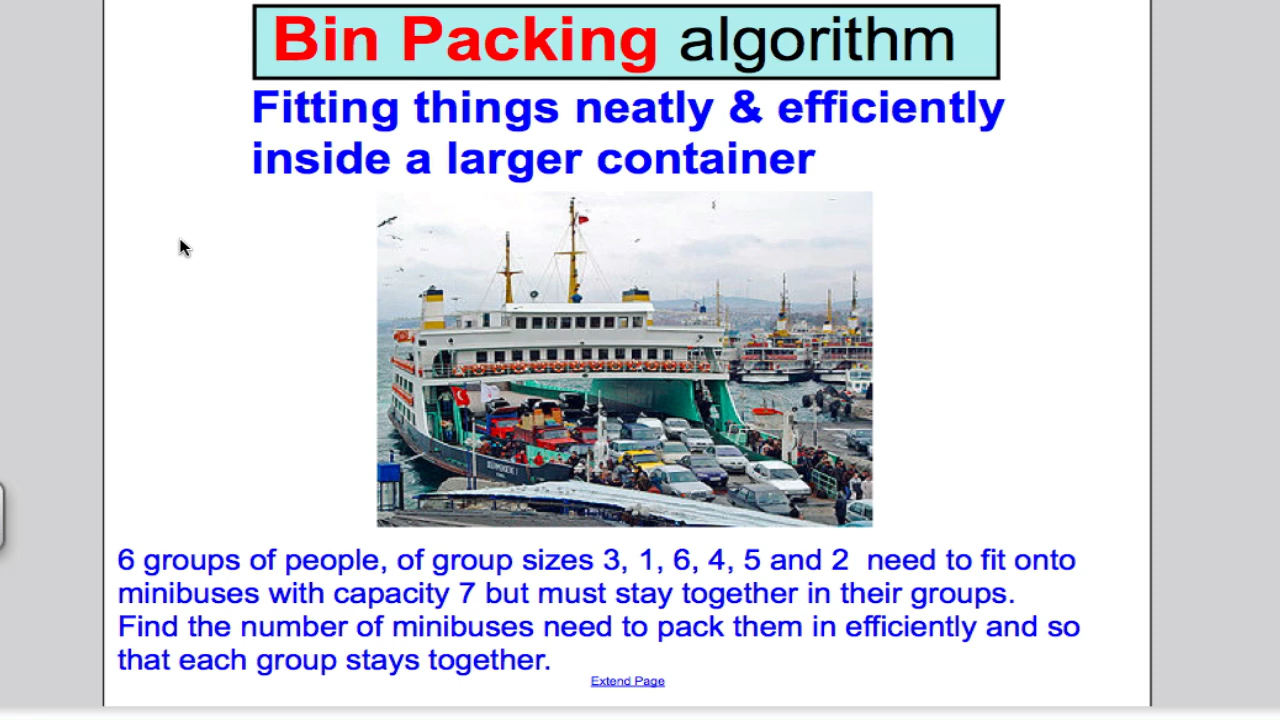 Bin Packing algorithm
Fitting things neatly & efficiently
inside a larger container
6 groups of people, of group sizes 3, 1, 6, 4, 5 and 2 need to fit onto
minibuses with capacity 7 but must stay together in their groups.
Find the number of minibuses need to pack them in efficiently and so
that each group stays together.
Extend Page